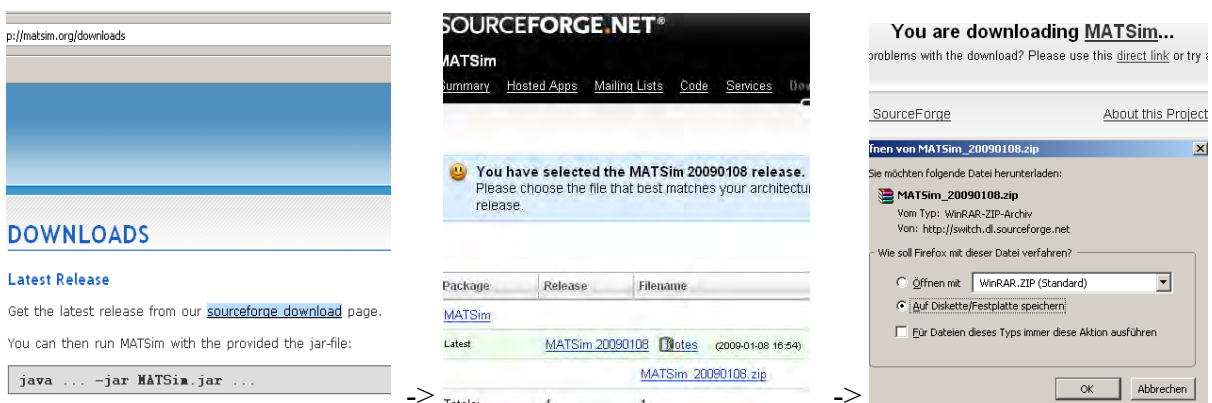 p://matsim.org/downloads
DOWNLOADS
Latest Release
Get the latest release from our sourceforge download page.
You can then run MATSim with the provided the jar-file:
java ... -jar MATSim.jar ...
->
SOURCEFORGE.NET®
MATSim
Summary Hosted Apps Mailing Lists Code Services
You have selected the MATSim 20090108 release.
Please choose the file that best matches your architectu
release.
Package Release Filename
MATSim
Latest MATSim 20090108 Notes (2009-01-08 16:54)
MATSim_20090108.zip
->
You are downloading MATSim...
problems with the download? Please use this direct link or try a
SourceForge About this Project
fnen von MATSim_20090108.zip
Sie möchten folgende Datei herunterladen:
MATSim_20090108.zip
Vom Typ: WinRAR-ZIP-Archiv
Von: http://switch.dl.sourceforge.net
Wie soll Firefox mit dieser Datei verfahren?
Öffnen mit WinRAR.ZIP (Standard)
Auf Diskette/Festplatte speichern
Für Dateien dieses Typs immer diese Aktion ausführen
OK Abbrechen